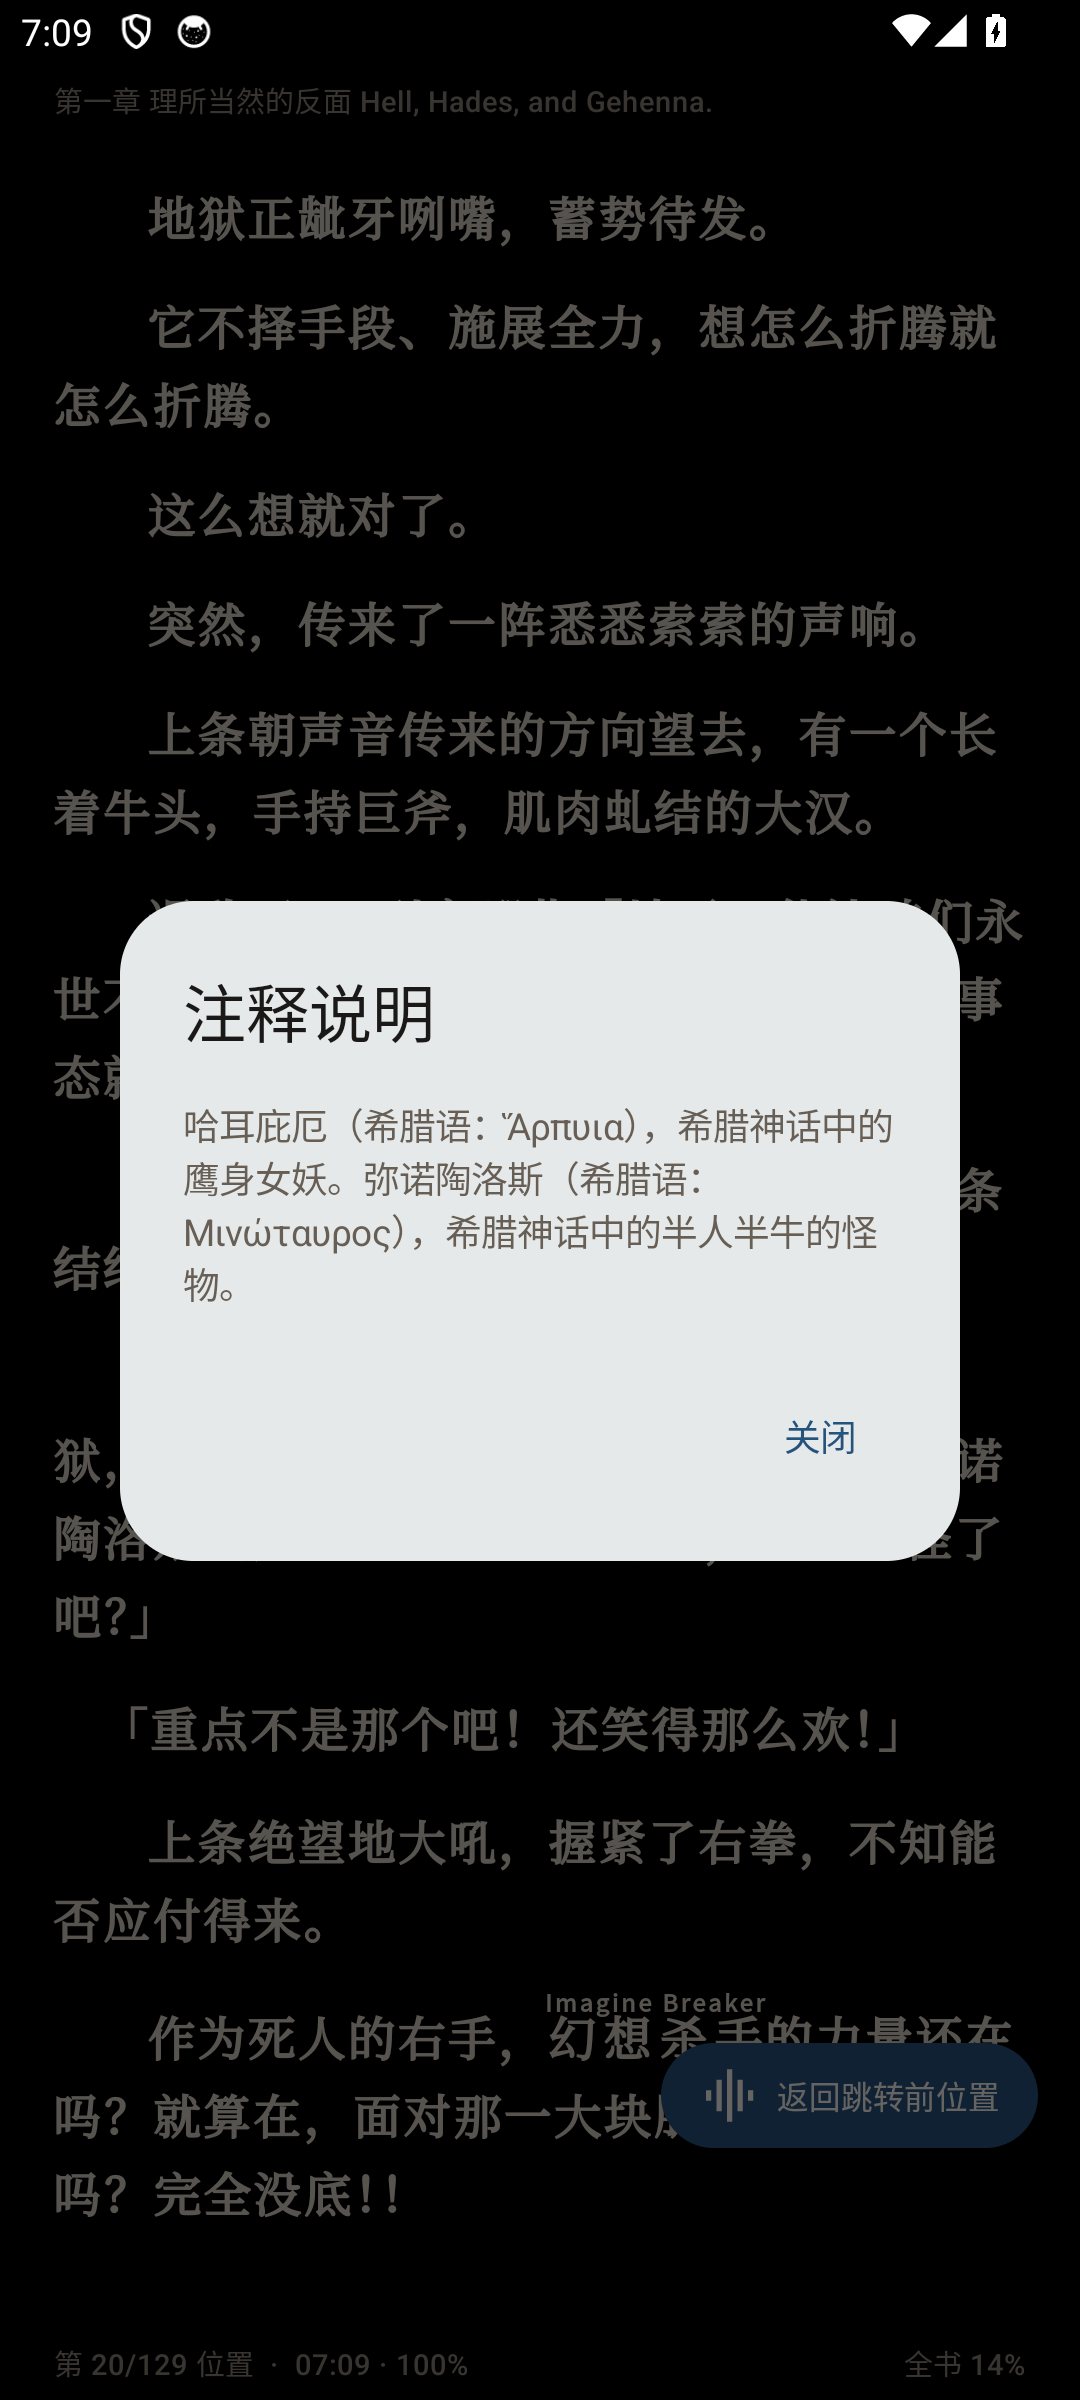 7:09
第一章 理所当然的反面 Hell, Hades, and Gehenna.
地狱正龇牙咧嘴，蓄势待发。
它不择手段、施展全力，想怎么折腾就
怎么折腾。
这么想就对了。
突然，传来了一阵悉悉索索的声响。
上条朝声音传来的方向望去，有一个长
着牛头，手持巨斧，肌肉虬结的大汉。
们永
世
事
态
注释说明
哈耳庇厄（希腊语：Ἅρπυια），希腊神话中的
鹰身女妖。弥诺陶洛斯（希腊语：
Μινώταυρος），希腊神话中的半人半牛的怪
物。
关闭
条
结
狱，
诺
陶洛
怪了
吧？」
「重点不是那个吧！还笑得那么欢！」
上条绝望地大吼，握紧了右拳，不知能
否应付得来。
Imagine Breaker
作为死人的右手，幻想杀手的力量还在
吗？就算在，面对那一大块
返回跳转前位置
吗？完全没底！！
第 20/129 位置 · 07:09 · 100%
全书 14%